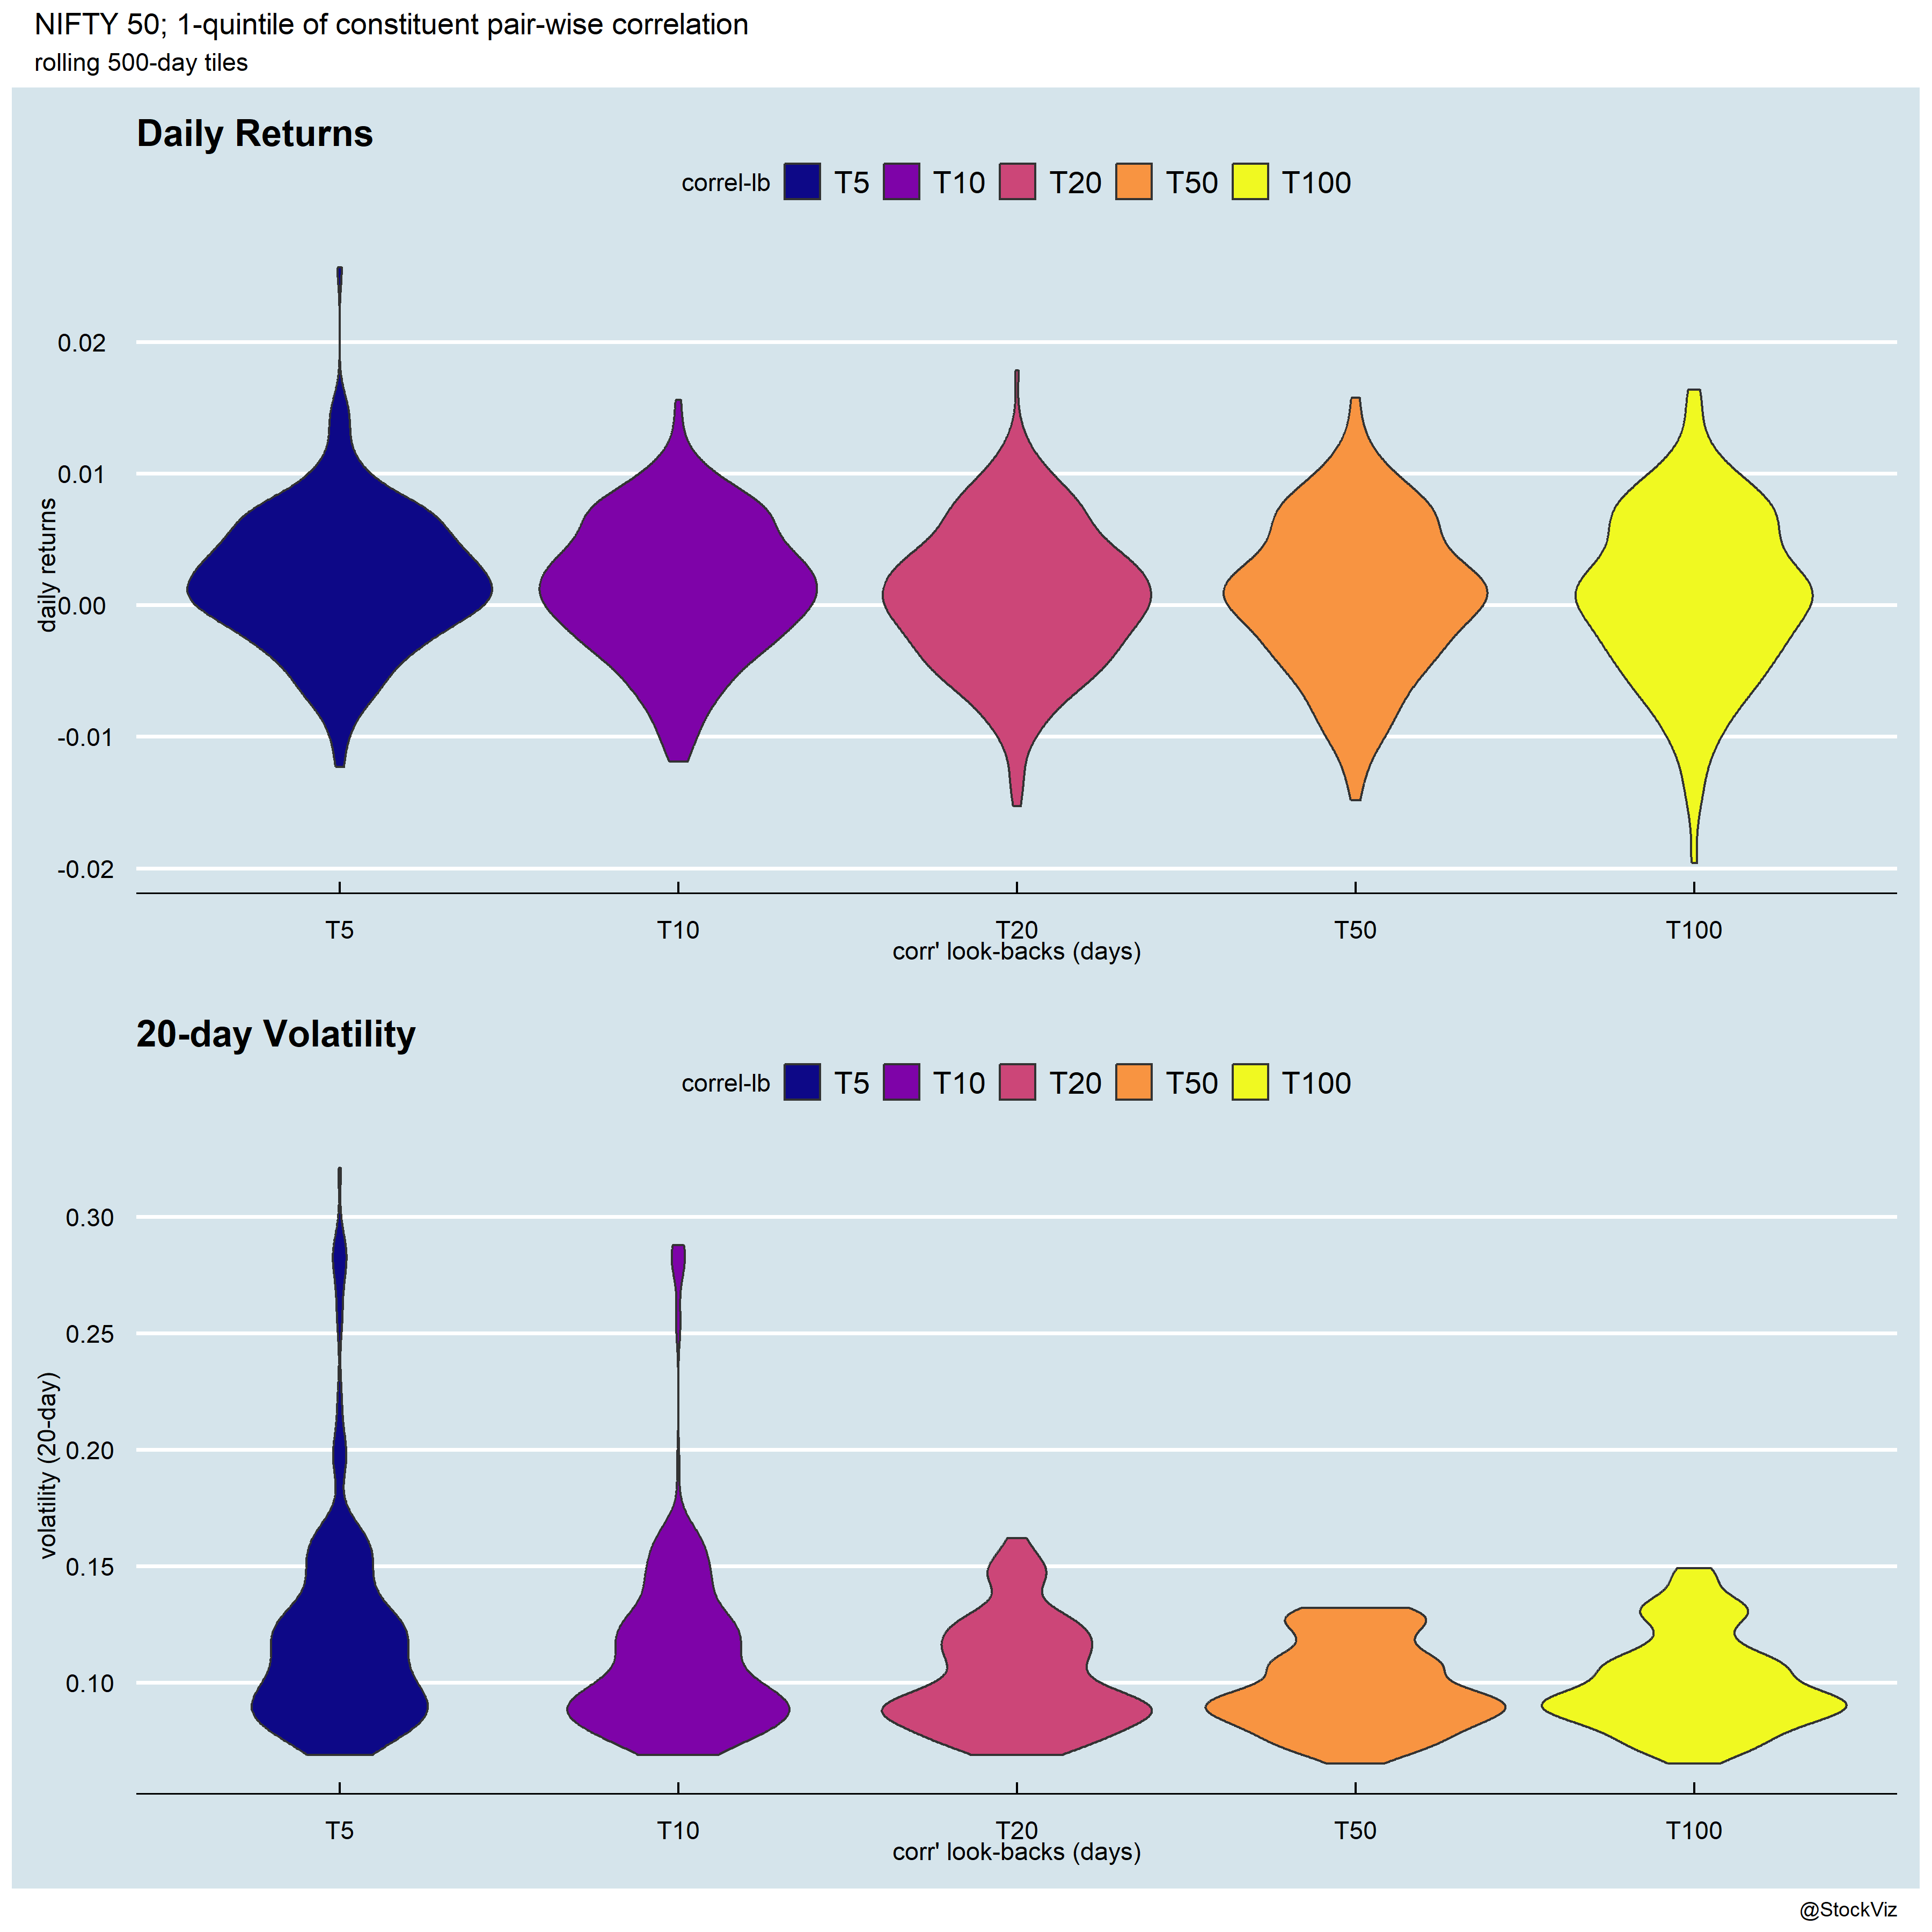 NIFTY 50; 1-quintile of constituent pair-wise correlation
rolling 500-day tiles
Daily Returns
correl-lb T5 T10 T20 T50 T100
daily returns
0.02
0.01
0.00
-0.01
-0.02
T5 T10 T20 T50 T100
corr' look-backs (days)
20-day Volatility
correl-lb T5 T10 T20 T50 T100
volatility (20-day)
0.30
0.25
0.20
0.15
0.10
T5 T10 T20 T50 T100
corr' look-backs (days)
@StockViz